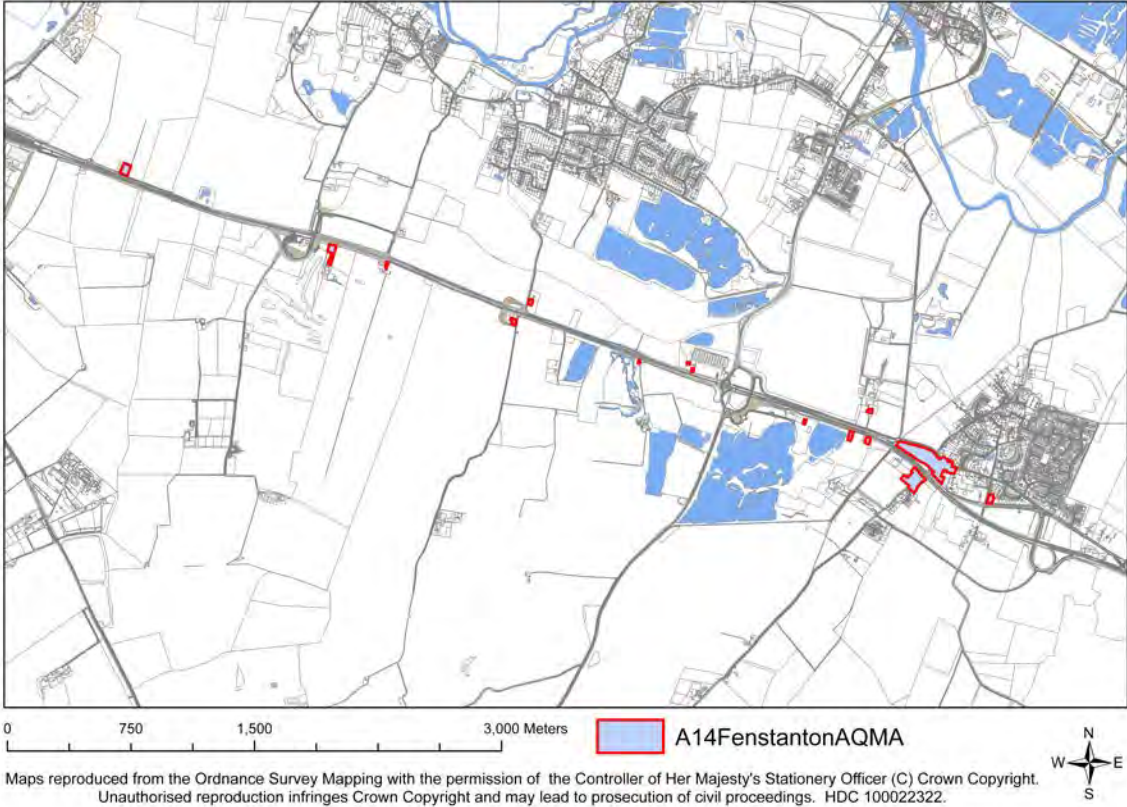 0 750 1,500 3,000 Meters
A14FenstantonAQMA
N
W E
S
Maps reproduced from the Ordnance Survey Mapping with the permission of the Controller of Her Majesty's Stationery Officer (C) Crown Copyright.
Unauthorised reproduction infringes Crown Copyright and may lead to prosecution of civil proceedings. HDC 100022322.